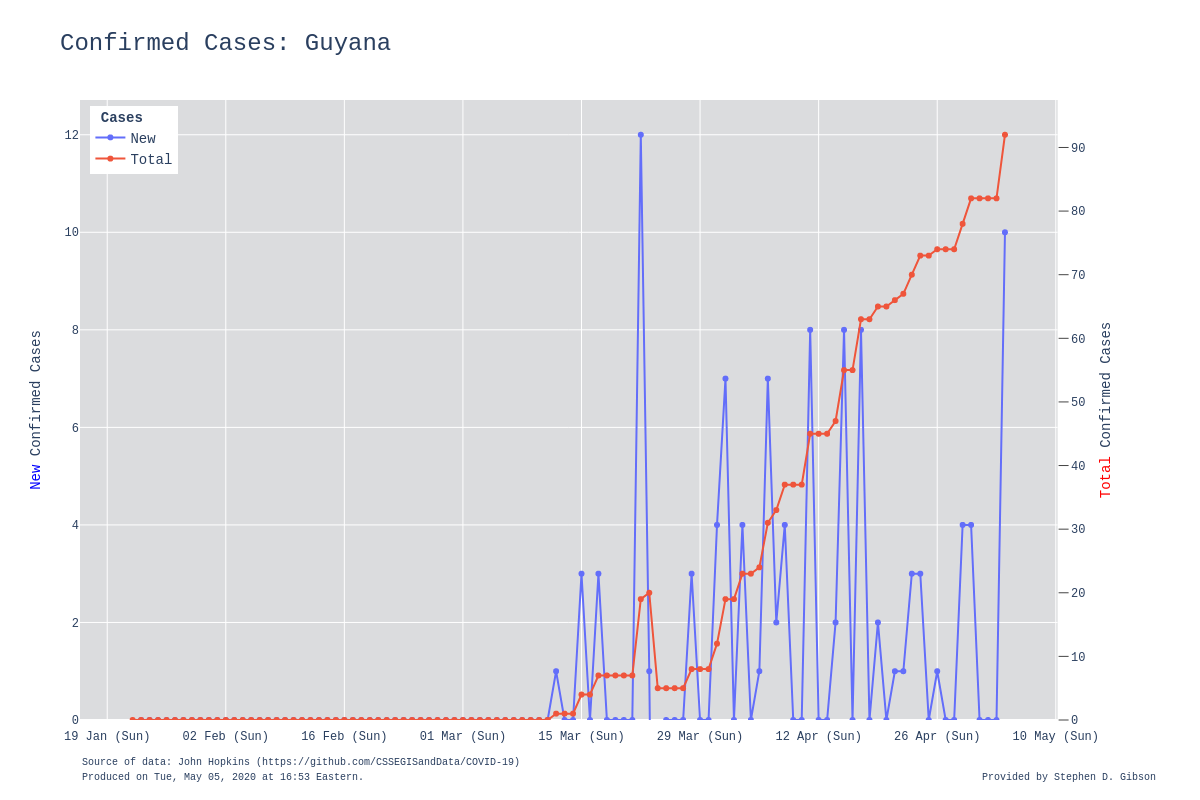 Confirmed Cases: Guyana
Cases
New
Total
12
10
8
6
4
2
0
90
80
70
60
50
40
30
20
10
0
New Confirmed Cases
Total Confirmed Cases
19 Jan (Sun) 02 Feb (Sun) 16 Feb (Sun) 01 Mar (Sun) 15 Mar (Sun) 29 Mar (Sun) 12 Apr (Sun) 26 Apr (Sun) 10 May (Sun)
Source of data: John Hopkins (https://github.com/CSSEGISandData/COVID-19)
Produced on Tue, May 05, 2020 at 16:53 Eastern.
Provided by Stephen D. Gibson